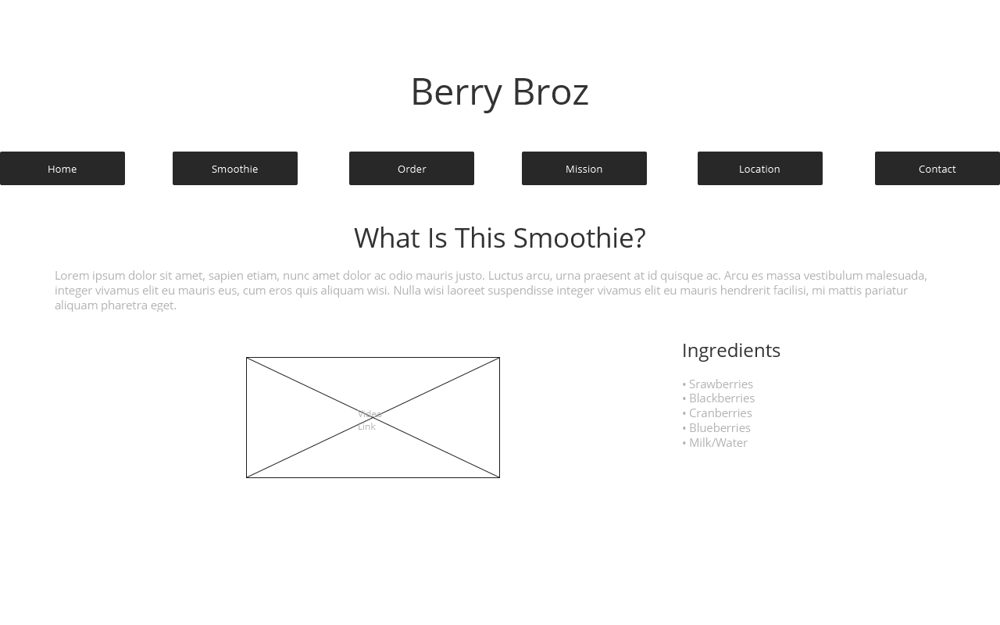 Berry Broz
Home
Smoothie
Order
Mission
Location
Contact
What Is This Smoothie?
Lorem ipsum dolor sit amet, sapien etiam, nunc amet dolor ac odio mauris justo. Luctus arcu, urna praesent at id quisque ac. Arcu es massa vestibulum malesuada,
integer vivamus elit eu mauris eus, cum eros quis aliquam wisi. Nulla wisi laoreet suspendisse integer vivamus elit eu mauris hendrerit facilisi, mi mattis pariatur
aliquam pharetra eget.
Video
Link
Ingredients
• Srawberries
• Blackberries
• Cranberries
• Blueberries
• Milk/Water